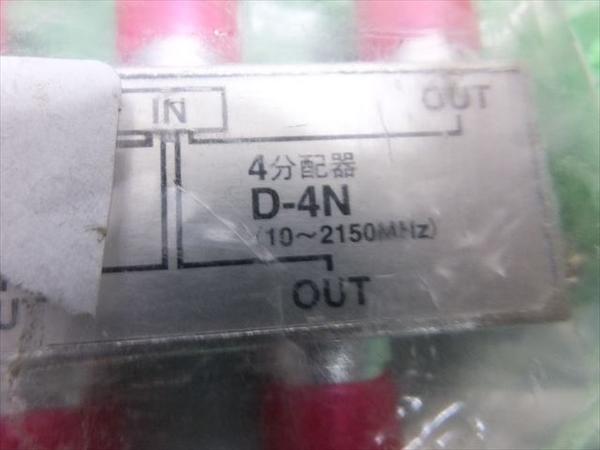 IN
OUT
4分配器
D-4N
(10～2150MHz)
OUT